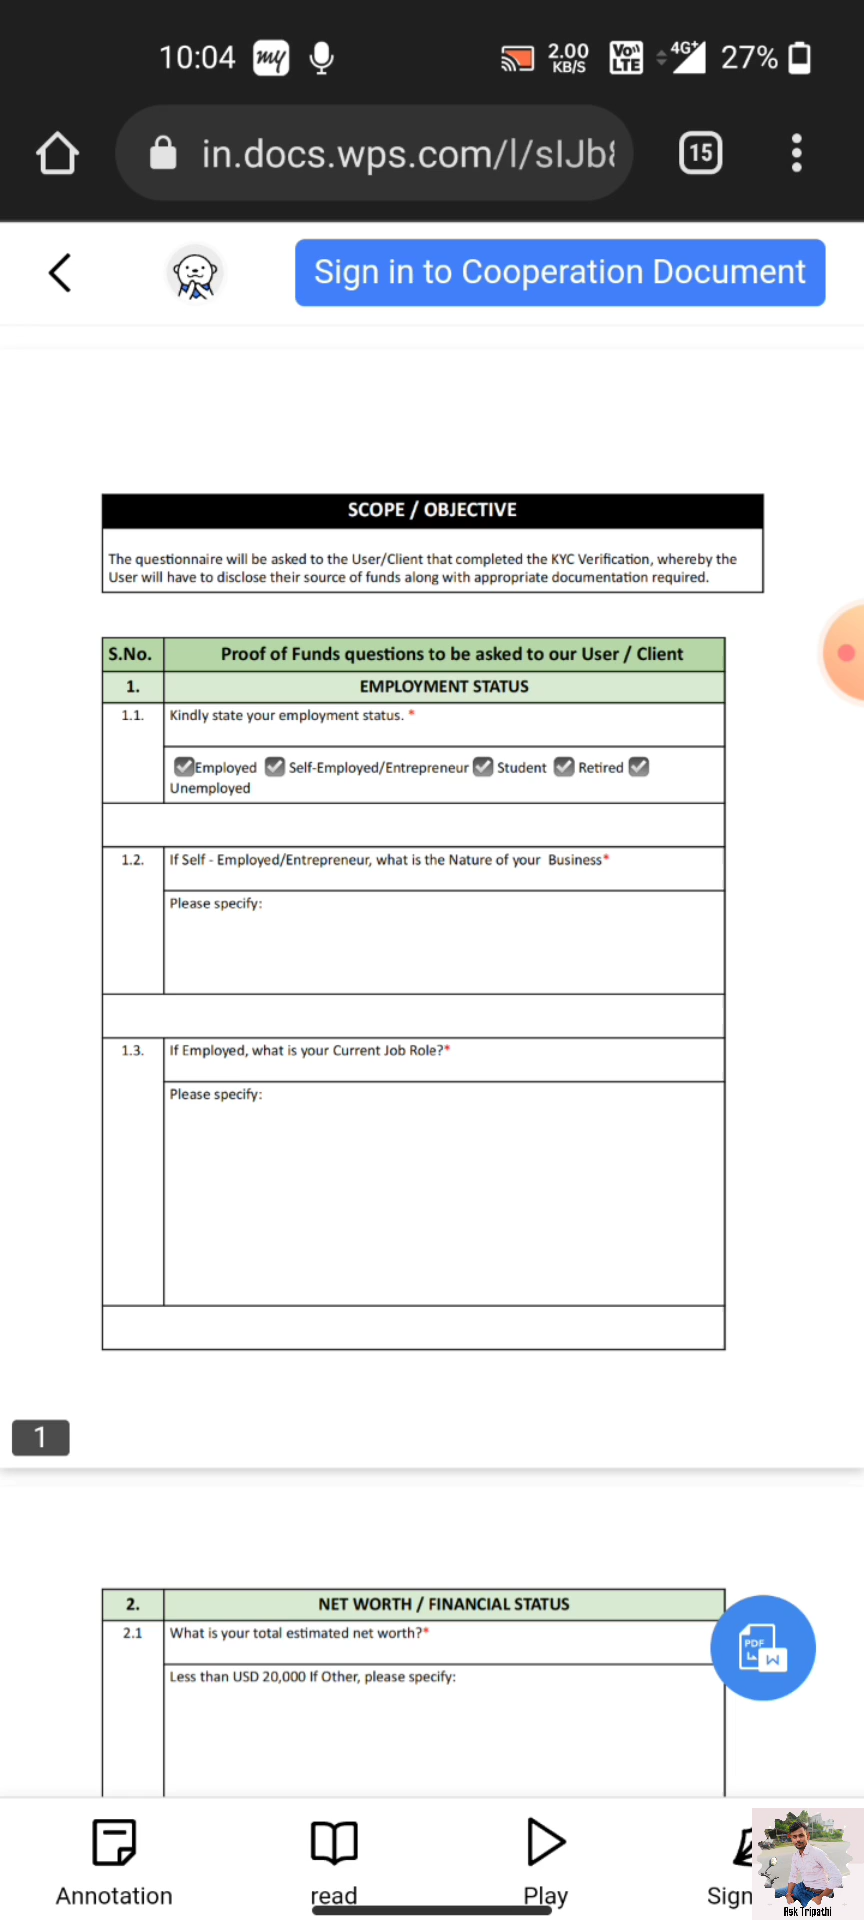 10:04 my 2.00 KB/S VoLTE 4G+ 27%
in.docs.wps.com/l/sIJb
15
Sign in to Cooperation Document
SCOPE / OBJECTIVE
The questionnaire will be asked to the User/Client that completed the KYC Verification, whereby the
User will have to disclose their source of funds along with appropriate documentation required.
S.No. Proof of Funds questions to be asked to our User / Client
1. EMPLOYMENT STATUS
1.1. Kindly state your employment status. *
Employed Self-Employed/Entrepreneur Student Retired
Unemployed
1.2. If Self - Employed/Entrepreneur, what is the Nature of your Business*
Please specify:
1.3. If Employed, what is your Current Job Role?*
Please specify:
1
2. NET WORTH / FINANCIAL STATUS
2.1 What is your total estimated net worth?*
PDF W
Less than USD 20,000 If Other, please specify:
Annotation read Play Sign
Ask Tripathi